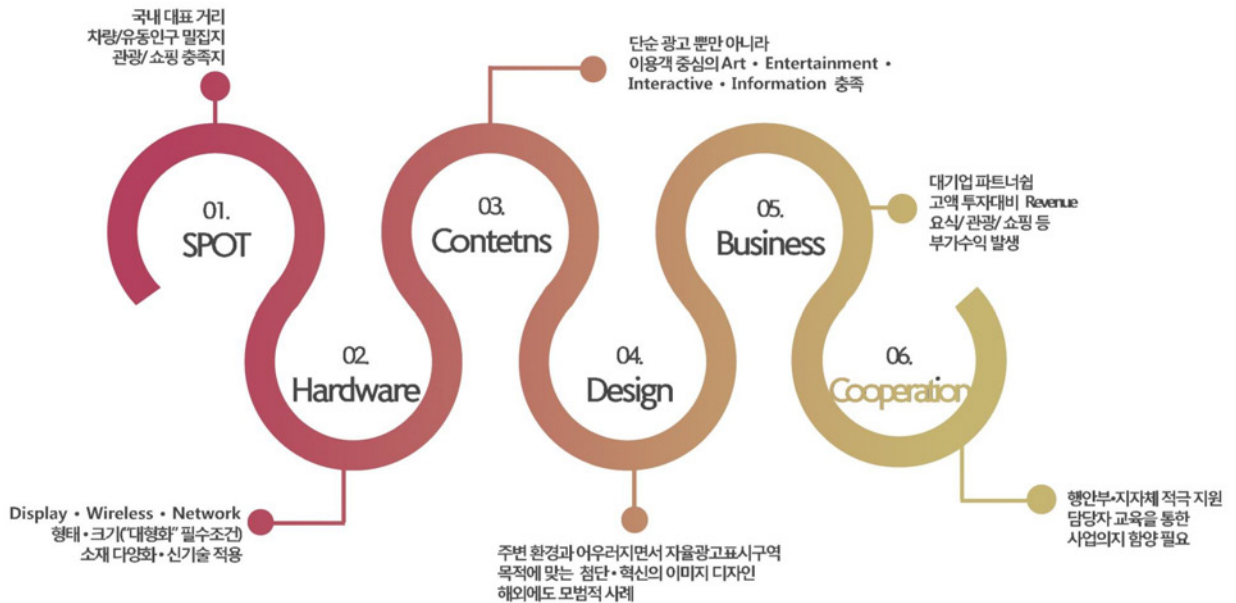 국내 대표 거리
차량/유동인구 밀집지
관광/ 쇼핑 충족지
01.
SPOT
Display • Wireless • Network
형태 • 크기("대형화" 필수조건)
소재 다양화 • 신기술 적용
02.
Hardware
단순 광고 뿐만 아니라
이용객 중심의 Art • Entertainment •
Interactive • Information 충족
03.
Contetns
04.
Design
주변 환경과 어우러지면서 자율광고표시구역
목적에 맞는 첨단 • 혁신의 이미지 디자인
해외에도 모범적 사례
05.
Business
대기업 파트너쉽
고액 투자대비 Revenue
요식/ 관광/ 쇼핑 등
부가수익 발생
06.
Cooperation
행안부•지자체 적극 지원
담당자 교육을 통한
사업의지 함양 필요